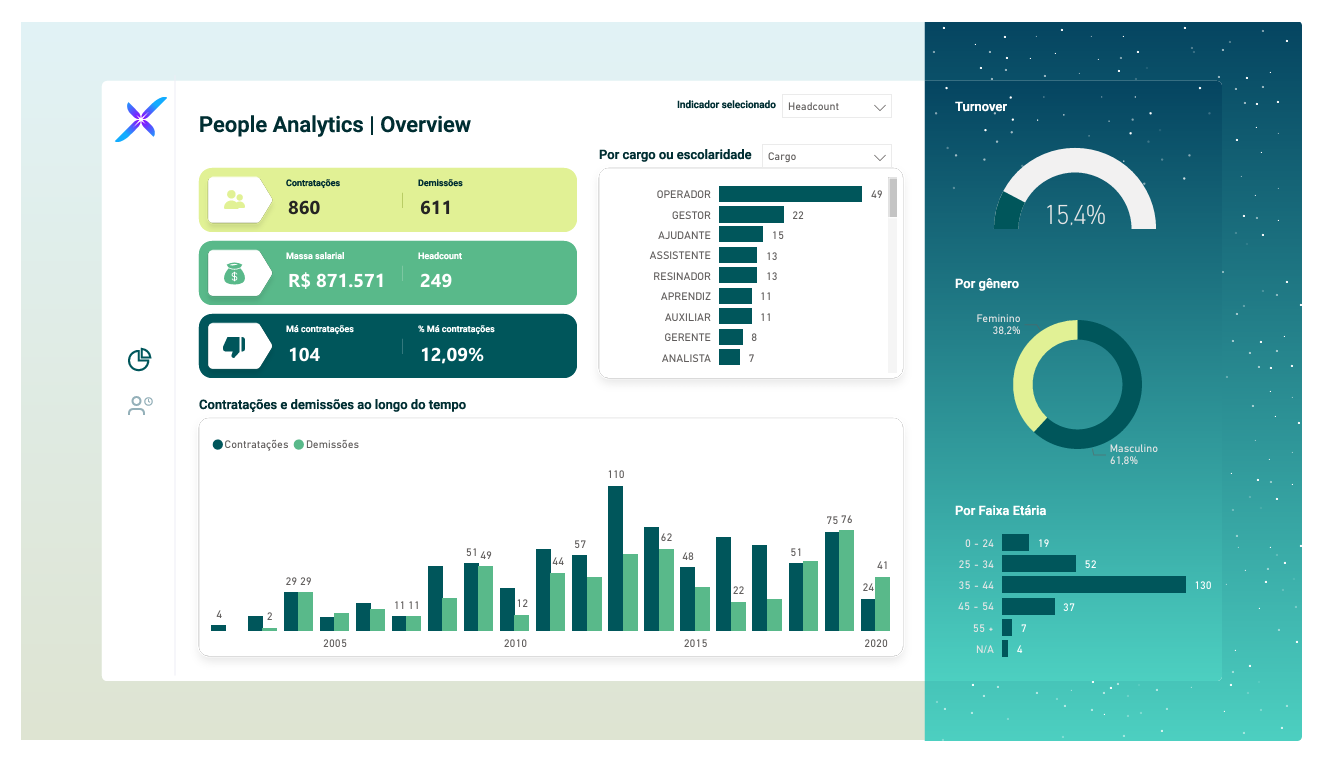 People Analytics | Overview
Indicador selecionado Headcount
Contratações Demissões
860 611
Massa salarial Headcount
R$ 871.571 249
Má contratações % Má contratações
104 12,09%
Por cargo ou escolaridade Cargo
OPERADOR 49
GESTOR 22
AJUDANTE 15
ASSISTENTE 13
RESINADOR 13
APRENDIZ 11
AUXILIAR 11
GERENTE 8
ANALISTA 7
Contratações e demissões ao longo do tempo
Contratações Demissões
4 2 29 29 11 11 51 49 12 44 57 110 62 48 22 51 75 76 24 41
2005 2010 2015 2020
Turnover
15,4%
Por gênero
Feminino
38,2%
Masculino
61,8%
Por Faixa Etária
0 - 24 19
25 - 34 52
35 - 44 130
45 - 54 37
55 + 7
N/A 4